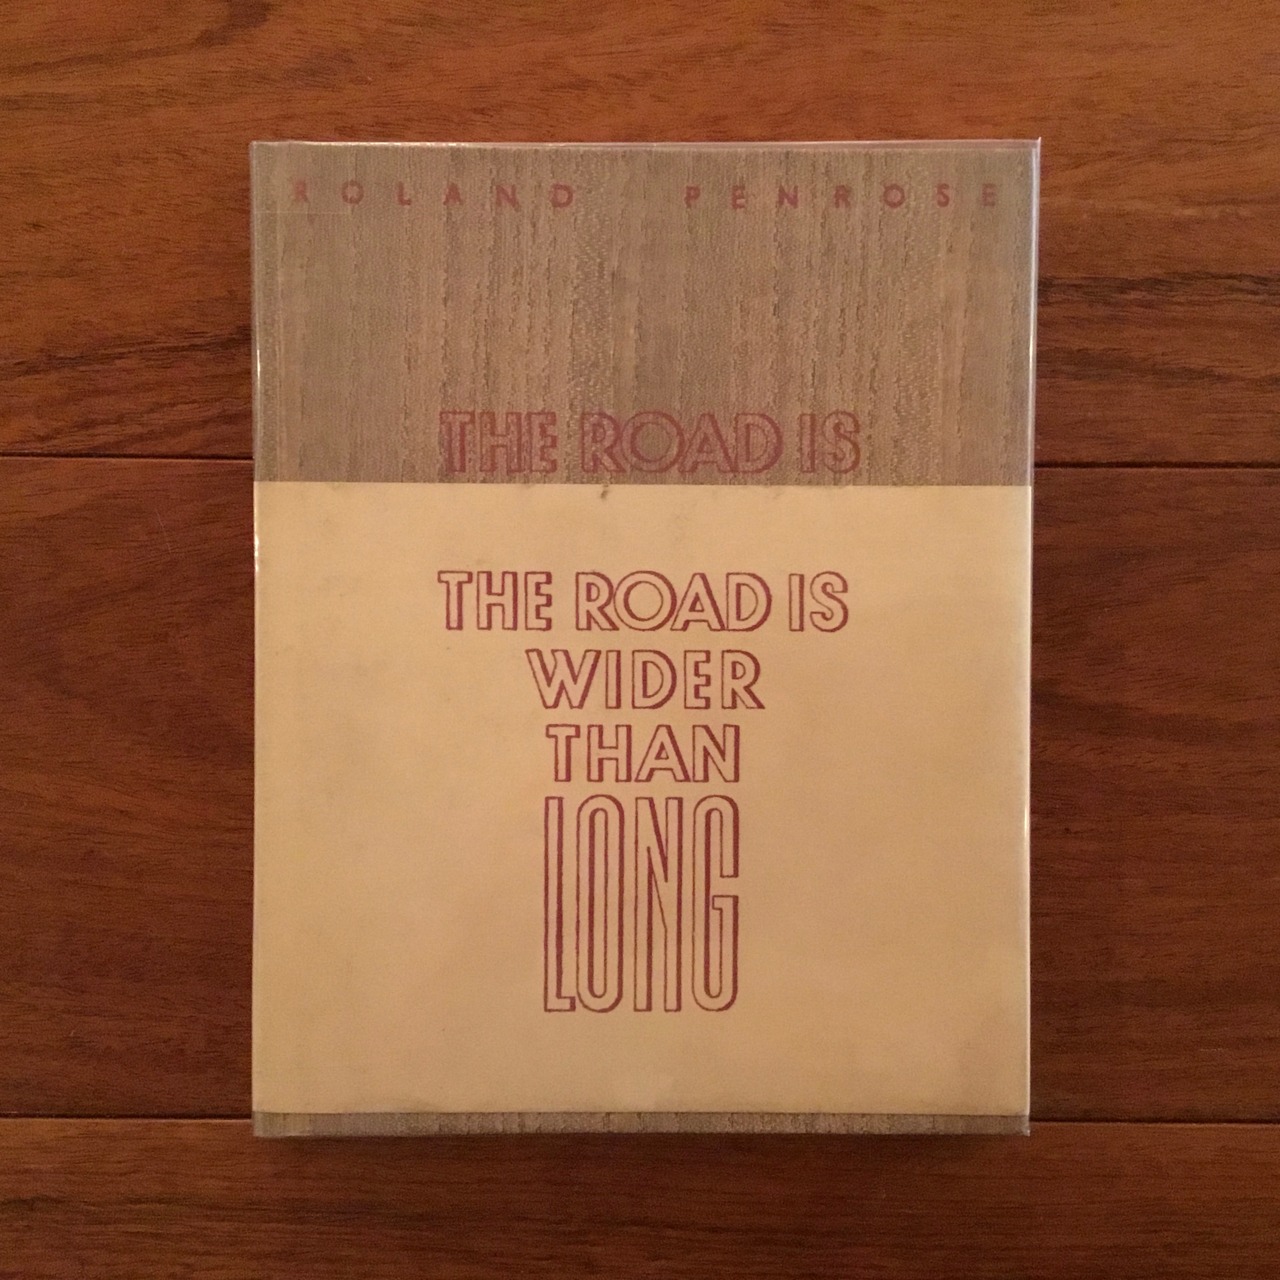 ROLAND PENROSE
THE ROAD IS
THE ROAD IS
WIDER
THAN
LONG